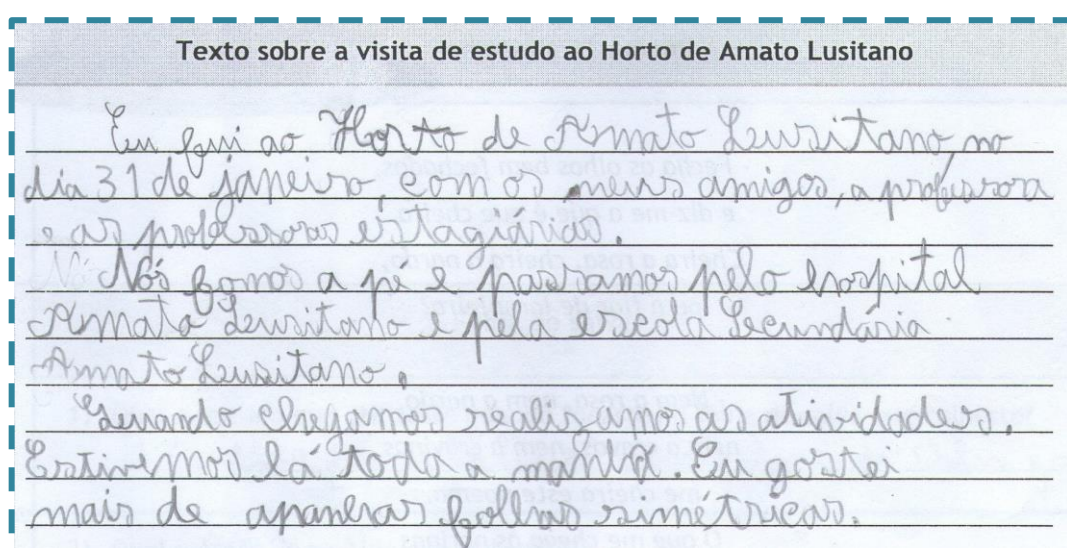 Texto sobre a visita de estudo ao Horto de Amato Lusitano
Eu fui ao Horto de Amato Lusitano, no
dia 31 de janeiro, com os meus amigos, a professora
e as professoras estagiárias.
Nós fomos a pé e passamos pelo hospital
Amato Lusitano e pela escola Secundária
Amato Lusitano.
Quando chegamos realizamos as atividades.
Estivemos lá toda a manhã. Eu gostei
mais de apanhar folhas simétricas.